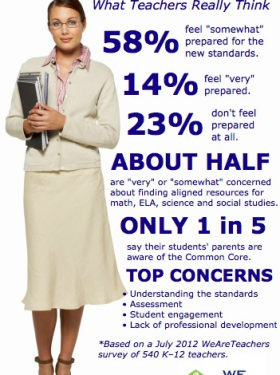 What Teachers Really Think
58% feel "somewhat"
prepared for the
new standards.
14% feel "very"
prepared.
23% don't feel
prepared
at all.
ABOUT HALF
are "very" or "somewhat" concerned
about finding aligned resources for
math, ELA, science and social studies.
ONLY 1 in 5
say their students' parents are
aware of the Common Core.
TOP CONCERNS
• Understanding the standards
• Assessment
• Student engagement
• Lack of professional development
*Based on a July 2012 WeAreTeachers
survey of 540 K–12 teachers.
WE